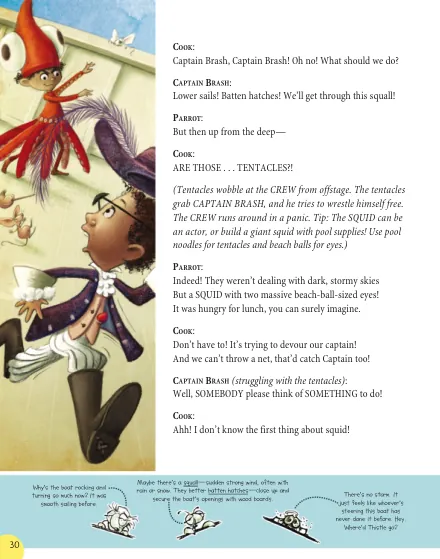 COOK:
Captain Brash, Captain Brash! Oh no! What should we do?
CAPTAIN BRASH:
Lower sails! Batten hatches! We'll get through this squall!
PARROT:
But then up from the deep—
COOK:
ARE THOSE . . . TENTACLES?!
(Tentacles wobble at the CREW from offstage. The tentacles
grab CAPTAIN BRASH, and he tries to wrestle himself free.
The CREW runs around in a panic. Tip: The SQUID can be
an actor, or build a giant squid with pool supplies! Use pool
noodles for tentacles and beach balls for eyes.)
PARROT:
Indeed! They weren't dealing with dark, stormy skies
But a SQUID with two massive beach-ball-sized eyes!
It was hungry for lunch, you can surely imagine.
COOK:
Don't have to! It's trying to devour our captain!
And we can't throw a net, that'd catch Captain too!
CAPTAIN BRASH (struggling with the tentacles):
Well, SOMEBODY please think of SOMETHING to do!
COOK:
Ahh! I don't know the first thing about squid!
Why's the boat rocking and
turning so much now? It was
smooth sailing before.
Maybe there's a squall—sudden strong wind, often with
rain or snow. They better batten hatches—close up and
secure the boat's openings with wood boards.
There's no storm. It
just feels like whoever's
steering this boat has
never done it before. Hey,
Where'd Thistle go?
30